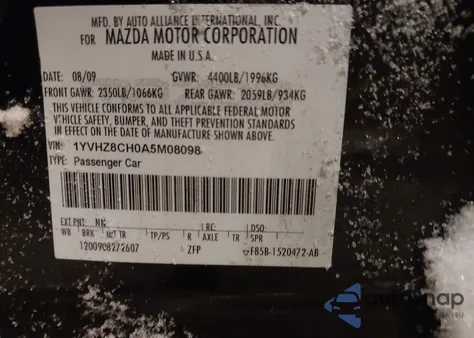 MFD. BY AUTO ALLIANCE INTERNATIONAL, INC.
FOR MAZDA MOTOR CORPORATION
MADE IN U.S.A.
DATE: 08/09 GVWR: 4400LB/1996KG
FRONT GAWR: 2350LB/1066KG REAR GAWR: 2059LB/934KG
THIS VEHICLE CONFORMS TO ALL APPLICABLE FEDERAL MOTOR
VEHICLE SAFETY, BUMPER, AND THEFT PREVENTION STANDARDS
IN EFFECT ON THE DATE OF MANUFACTURE SHOWN ABOVE.
VIN: 1YVHZ8CH0A5M08098
TYPE: Passenger Car
EXT PNT: RC: DSO:
WB BRK INT TR TP/PS R AXLE TR SPR
1200908272607 ZFP F85B-1520472-AB